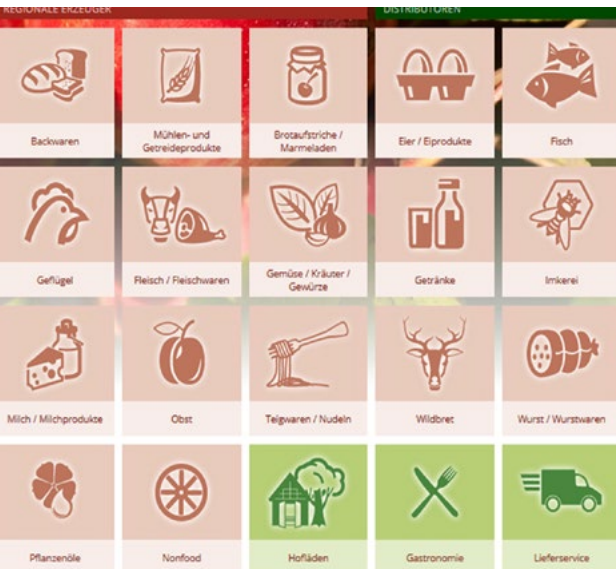 REGIONALE ERZEUGER
DISTRIBUTOREN
Backwaren
Mühlen- und
Getreideprodukte
Brotaufstriche /
Marmeladen
Eier / Eiprodukte
Fisch
Geflügel
Fleisch / Fleischwaren
Gemüse / Kräuter /
Gewürze
Getränke
Imkerei
Milch / Milchprodukte
Obst
Teigwaren / Nudeln
Wildbret
Wurst / Wurstwaren
Pflanzenöle
Nonfood
Hofläden
Gastronomie
Lieferservice